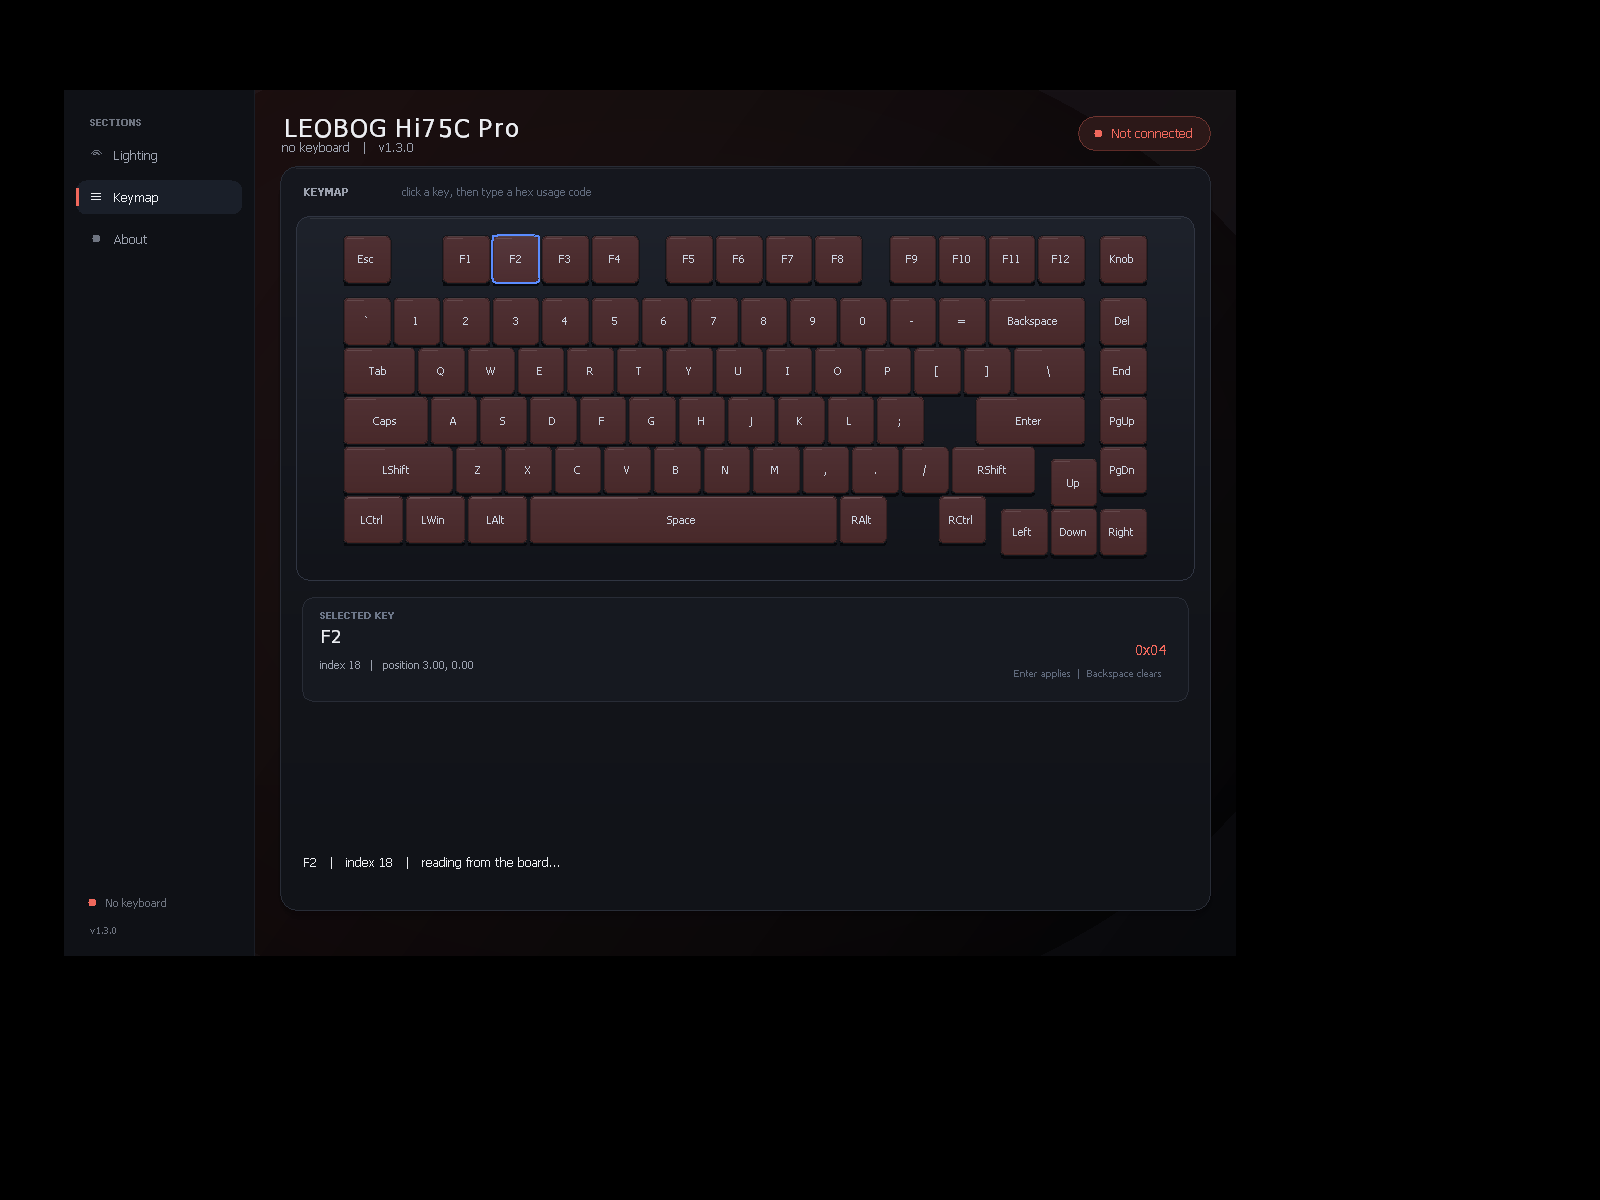 SECTIONS
Lighting
Keymap
About
LEOBOG Hi75C Pro
no keyboard | v1.3.0
Not connected
KEYMAP click a key, then type a hex usage code
Esc F1 F2 F3 F4 F5 F6 F7 F8 F9 F10 F11 F12 Knob
` 1 2 3 4 5 6 7 8 9 0 - = Backspace Del
Tab Q W E R T Y U I O P [ ] \ End
Caps A S D F G H J K L ; Enter PgUp
LShift Z X C V B N M , . / RShift Up PgDn
LCtrl LWin LAlt Space RAlt RCtrl Left Down Right
SELECTED KEY
F2
index 18 | position 3.00, 0.00
0x04
Enter applies | Backspace clears
F2 | index 18 | reading from the board...
No keyboard
v1.3.0